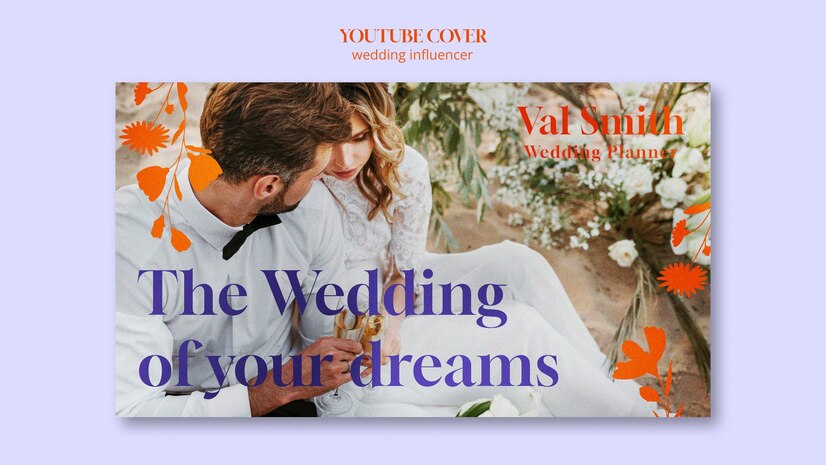 YOUTUBE COVER
wedding influencer
Val Smith
Wedding Planner
The Wedding
of your dreams